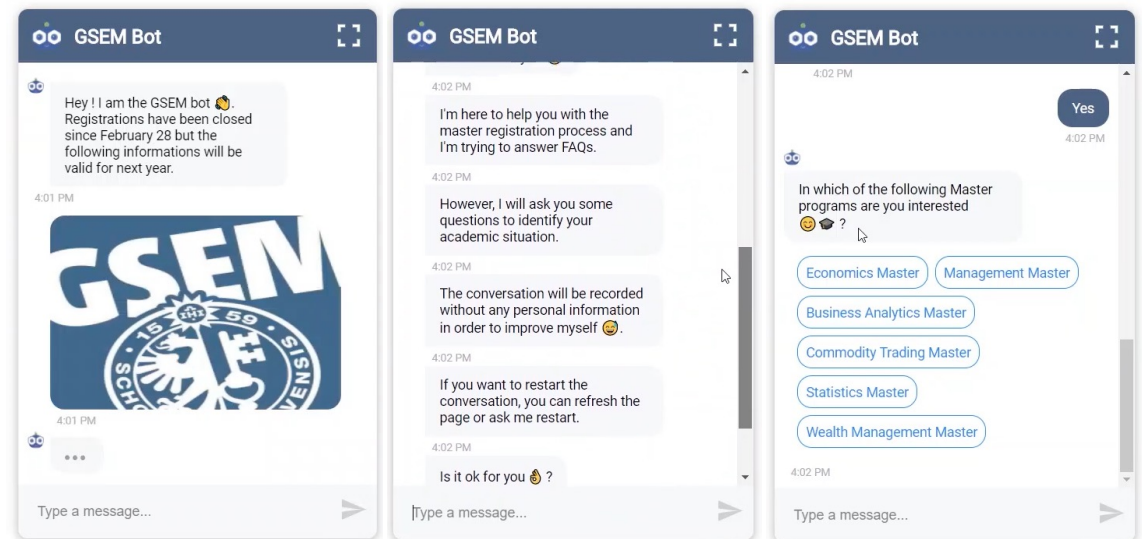 GSEM Bot
Hey ! I am the GSEM bot 👏.
Registrations have been closed
since February 28 but the
following informations will be
valid for next year.
4:01 PM
GSEM
1559
4:01 PM
Type a message...
GSEM Bot
4:02 PM
I'm here to help you with the
master registration process and
I'm trying to answer FAQs.
4:02 PM
However, I will ask you some
questions to identify your
academic situation.
4:02 PM
The conversation will be recorded
without any personal information
in order to improve myself 😅.
4:02 PM
If you want to restart the
conversation, you can refresh the
page or ask me restart.
4:02 PM
Is it ok for you 👌 ?
Type a message...
GSEM Bot
4:02 PM
Yes
4:02 PM
In which of the following Master
programs are you interested
😊🎓 ?
Economics Master
Management Master
Business Analytics Master
Commodity Trading Master
Statistics Master
Wealth Management Master
4:02 PM
Type a message...